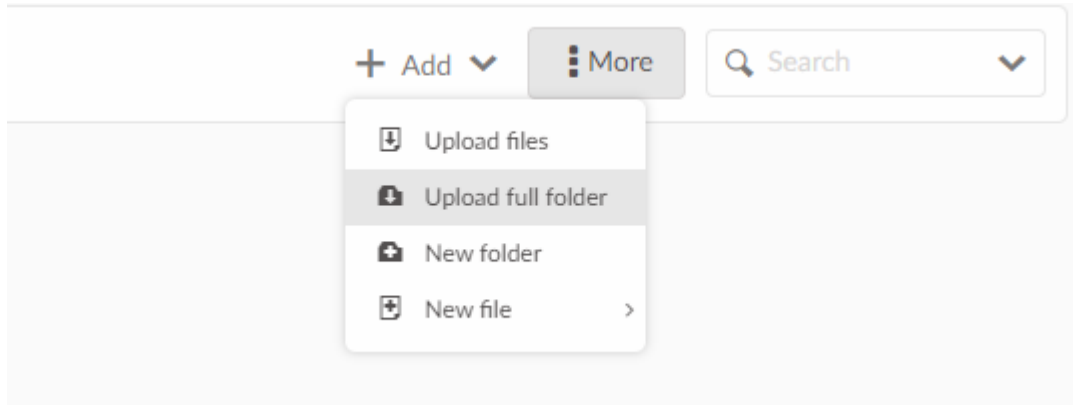 Add More Search
Upload files
Upload full folder
New folder
New file